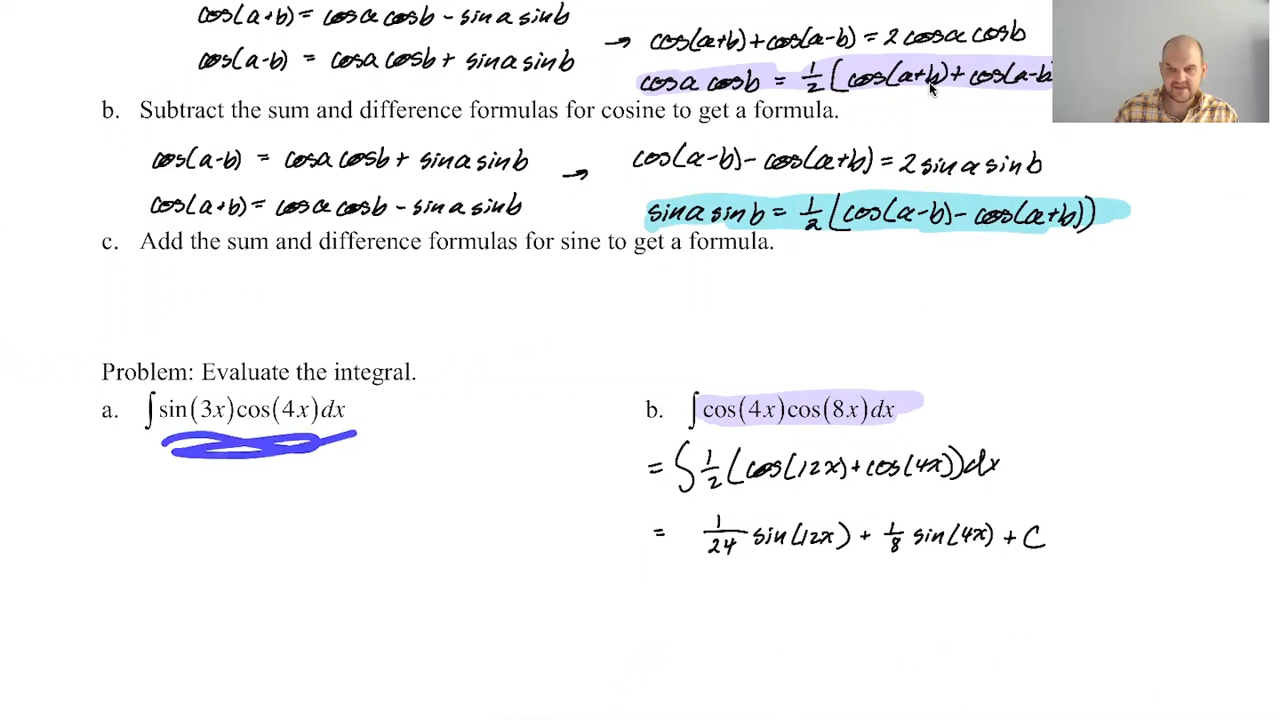 cos(a+b) = cosa cosb - sina sinb
cos(a-b) = cosa cosb + sina sinb
→ cos(a+b) + cos(a-b) = 2 cosa cosb
cosa cosb = 1/2 (cos(a+b) + cos(a-b
b. Subtract the sum and difference formulas for cosine to get a formula.
cos(a-b) = cosa cosb + sina sinb
cos(a+b) = cosa cosb - sina sinb
→ cos(a-b) - cos(a+b) = 2 sina sinb
sina sinb = 1/2 (cos(a-b) - cos(a+b))
c. Add the sum and difference formulas for sine to get a formula.
Problem: Evaluate the integral.
a. ∫sin(3x)cos(4x)dx
b. ∫cos(4x)cos(8x)dx
= ∫ 1/2 (cos(12x) + cos(4x)) dx
= 1/24 sin(12x) + 1/8 sin(4x) + C